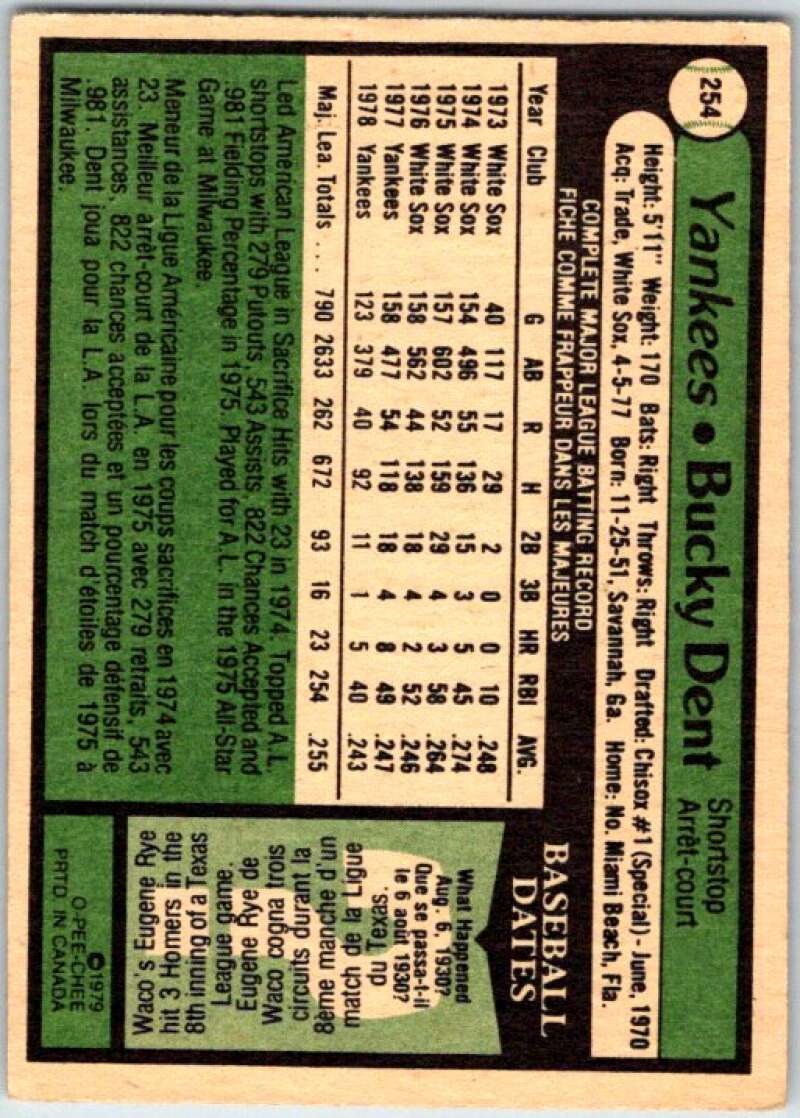 254
Yankees • Bucky Dent
Shortstop
Arrêt-court
Height: 5'11" Weight: 170 Bats: Right Throws: Right Drafted: Chisox #1 (Special) - June, 1970
Acq: Trade, White Sox, 4-5-77 Born: 11-25-51, Savannah, Ga. Home: No. Miami Beach, Fla.
COMPLETE MAJOR LEAGUE BATTING RECORD
FICHE COMME FRAPPEUR DANS LES MAJEURES
Year Club G AB R H 2B 3B HR RBI AVG.
1973 White Sox 40 117 17 29 2 0 0 10 .248
1974 White Sox 154 496 55 136 15 3 5 45 .274
1975 White Sox 157 602 52 159 29 4 3 58 .264
1976 White Sox 158 562 44 138 18 4 2 52 .246
1977 Yankees 158 477 54 118 18 4 8 49 .247
1978 Yankees 123 379 40 92 11 1 5 40 .243
Maj. Lea. Totals . . . 790 2633 262 672 93 16 23 254 .255
Led American League in Sacrifice Hits with 23 in 1974. Topped A.L.
shortstops with 279 Putouts, 543 Assists, 822 Chances Accepted and
.981 Fielding Percentage in 1975. Played for A.L. in the 1975 All-Star
Game at Milwaukee.
Meneur de la Ligue Américaine pour les coups sacrifices en 1974 avec
23. Meilleur arrêt-court de la L.A. en 1975 avec 279 retraits, 543
assistances, 822 chances acceptées et un pourcentage défensif de
.981. Dent joua pour la L.A. lors du match d'étoiles de 1975 à
Milwaukee.
BASEBALL
DATES
What Happened
Aug. 6, 1930?
Que se passa-t-il
le 6 août 1930?
Waco's Eugene Rye
hit 3 Homers in the
8th inning of a Texas
League game.
Eugene Rye de
Waco cogna trois
circuits durant la
8ème manche d'un
match de la Ligue
du Texas.
©1979
O-PEE-CHEE
PRTD. IN CANADA